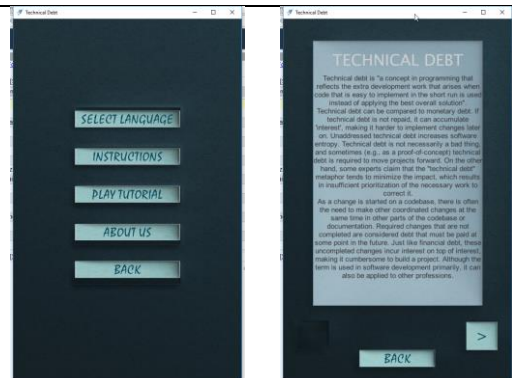 Technical Debt
SELECT LANGUAGE
INSTRUCTIONS
PLAY TUTORIAL
ABOUT US
BACK
Technical Debt
TECHNICAL DEBT
Technical debt is "a concept in programming that
reflects the extra development work that arises when
code that is easy to implement in the short run is used
instead of applying the best overall solution".
Technical debt can be compared to monetary debt. If
technical debt is not repaid, it can accumulate
'interest', making it harder to implement changes later
on. Unaddressed technical debt increases software
entropy. Technical debt is not necessarily a bad thing,
and sometimes (e.g., as a proof-of-concept) technical
debt is required to move projects forward. On the other
hand, some experts claim that the "technical debt"
metaphor tends to minimize the impact, which results
in insufficient prioritization of the necessary work to
correct it.
As a change is started on a codebase, there is often
the need to make other coordinated changes at the
same time in other parts of the codebase or
documentation. Required changes that are not
completed are considered debt that must be paid at
some point in the future. Just like financial debt, these
uncompleted changes incur interest on top of interest,
making it cumbersome to build a project. Although the
term is used in software development primarily, it can
also be applied to other professions.
>
BACK